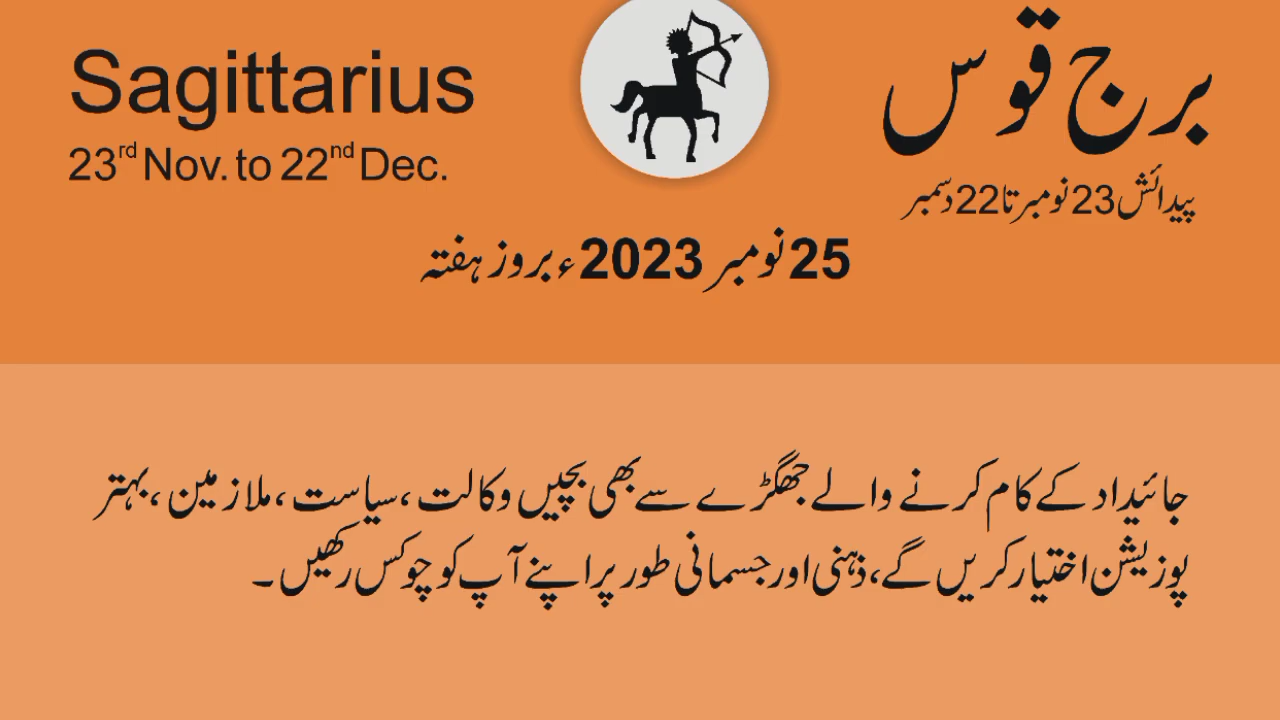 Sagittarius
23rd Nov. to 22nd Dec.
برج قوس
پیدائش 23 نومبر تا 22 دسمبر
25 نومبر 2023ء بروز ہفتہ
جائیداد کے کام کرنے والے جھگڑے سے بھی بچیں وکالت ، سیاست ، ملازمین ، بہتر
پوزیشن اختیار کریں گے، ذہنی اور جسمانی طور پر اپنے آپ کو چوکس رکھیں ۔